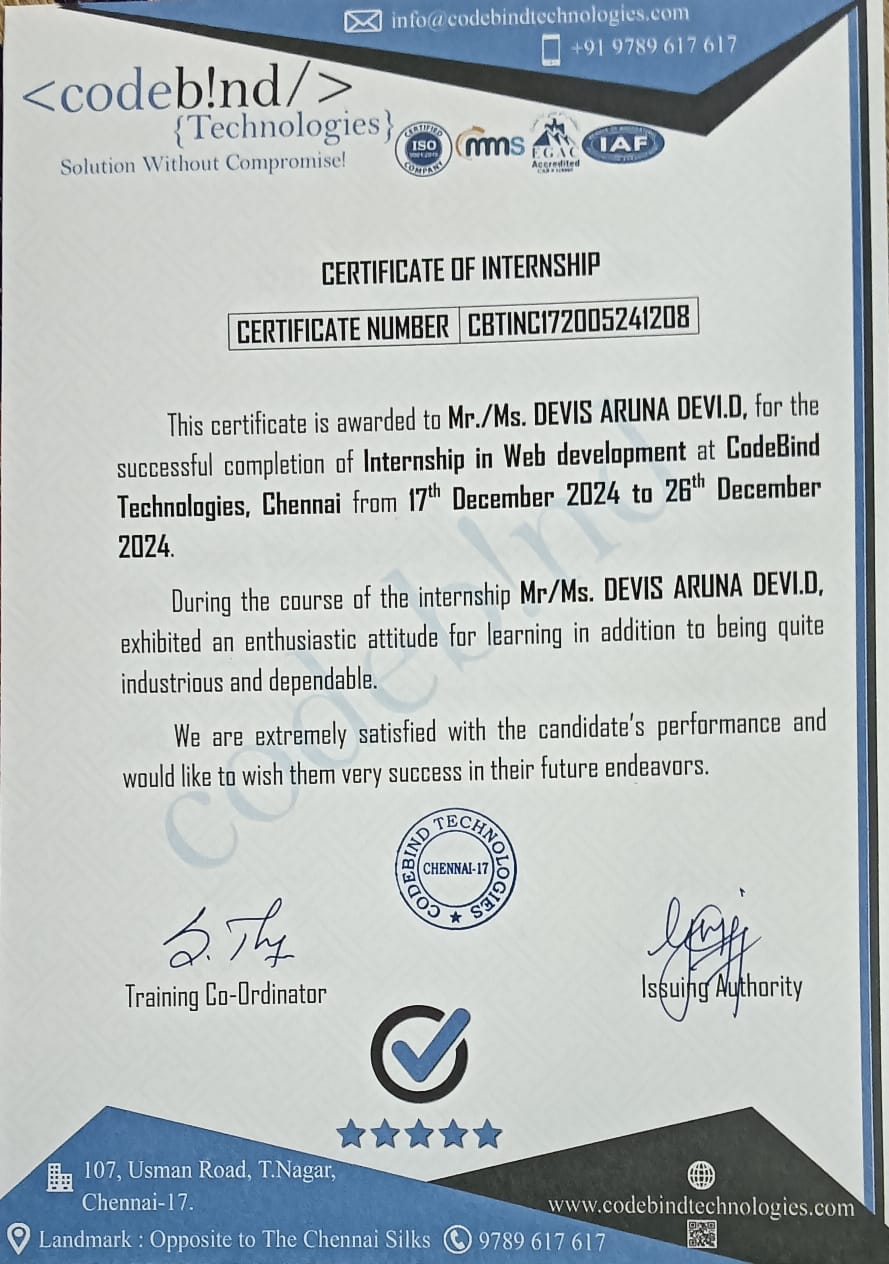 info@codebindtechnologies.com
+91 9789 617 617
<codeb!nd/>
{Technologies}
Solution Without Compromise!
CERTIFIED
ISO
COMPANY
mms
EGAC
Accredited
IAF
CERTIFICATE OF INTERNSHIP
CERTIFICATE NUMBER CBTINC172005241208
This certificate is awarded to Mr./Ms. DEVIS ARUNA DEVI.D, for the
successful completion of Internship in Web development at CodeBind
Technologies, Chennai from 17th December 2024 to 26th December
2024.
During the course of the internship Mr/Ms. DEVIS ARUNA DEVI.D,
exhibited an enthusiastic attitude for learning in addition to being quite
industrious and dependable.
We are extremely satisfied with the candidate's performance and
would like to wish them very success in their future endeavors.
codeb!nd
CODEBIND TECHNOLOGIES
CHENNAI-17
Training Co-Ordinator
Issuing Authority
107, Usman Road, T.Nagar,
Chennai-17.
www.codebindtechnologies.com
Landmark : Opposite to The Chennai Silks 9789 617 617